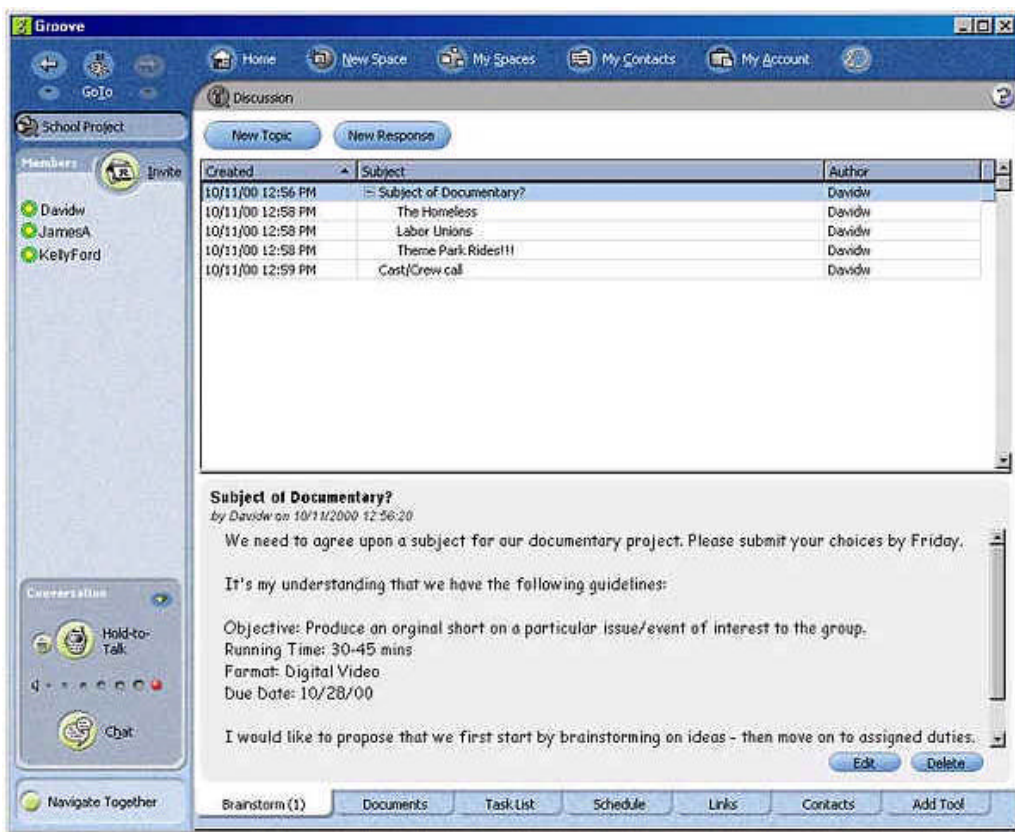 Groove
Home New Space My Spaces My Contacts My Account
GoTo
Discussion
School Project
New Topic New Response
Members Invite
Created Subject Author
10/11/00 12:56 PM Subject of Documentary? Davidw
10/11/00 12:58 PM The Homeless Davidw
10/11/00 12:58 PM Labor Unions Davidw
10/11/00 12:58 PM Theme Park Rides!!! Davidw
10/11/00 12:59 PM Cast/Crew call Davidw
Davidw
JamesA
KellyFord
Subject of Documentary?
by Davidw on 10/11/2000 12:56:20
We need to agree upon a subject for our documentary project. Please submit your choices by Friday.
It's my understanding that we have the following guidelines:
Objective: Produce an orginal short on a particular issue/event of interest to the group.
Running Time: 30-45 mins
Format: Digital Video
Due Date: 10/28/00
I would like to propose that we first start by brainstorming on ideas - then move on to assigned duties.
Edit Delete
Conversation
Hold-to-
Talk
Chat
Navigate Together
Brainstorm (1) Documents Task List Schedule Links Contacts Add Tool